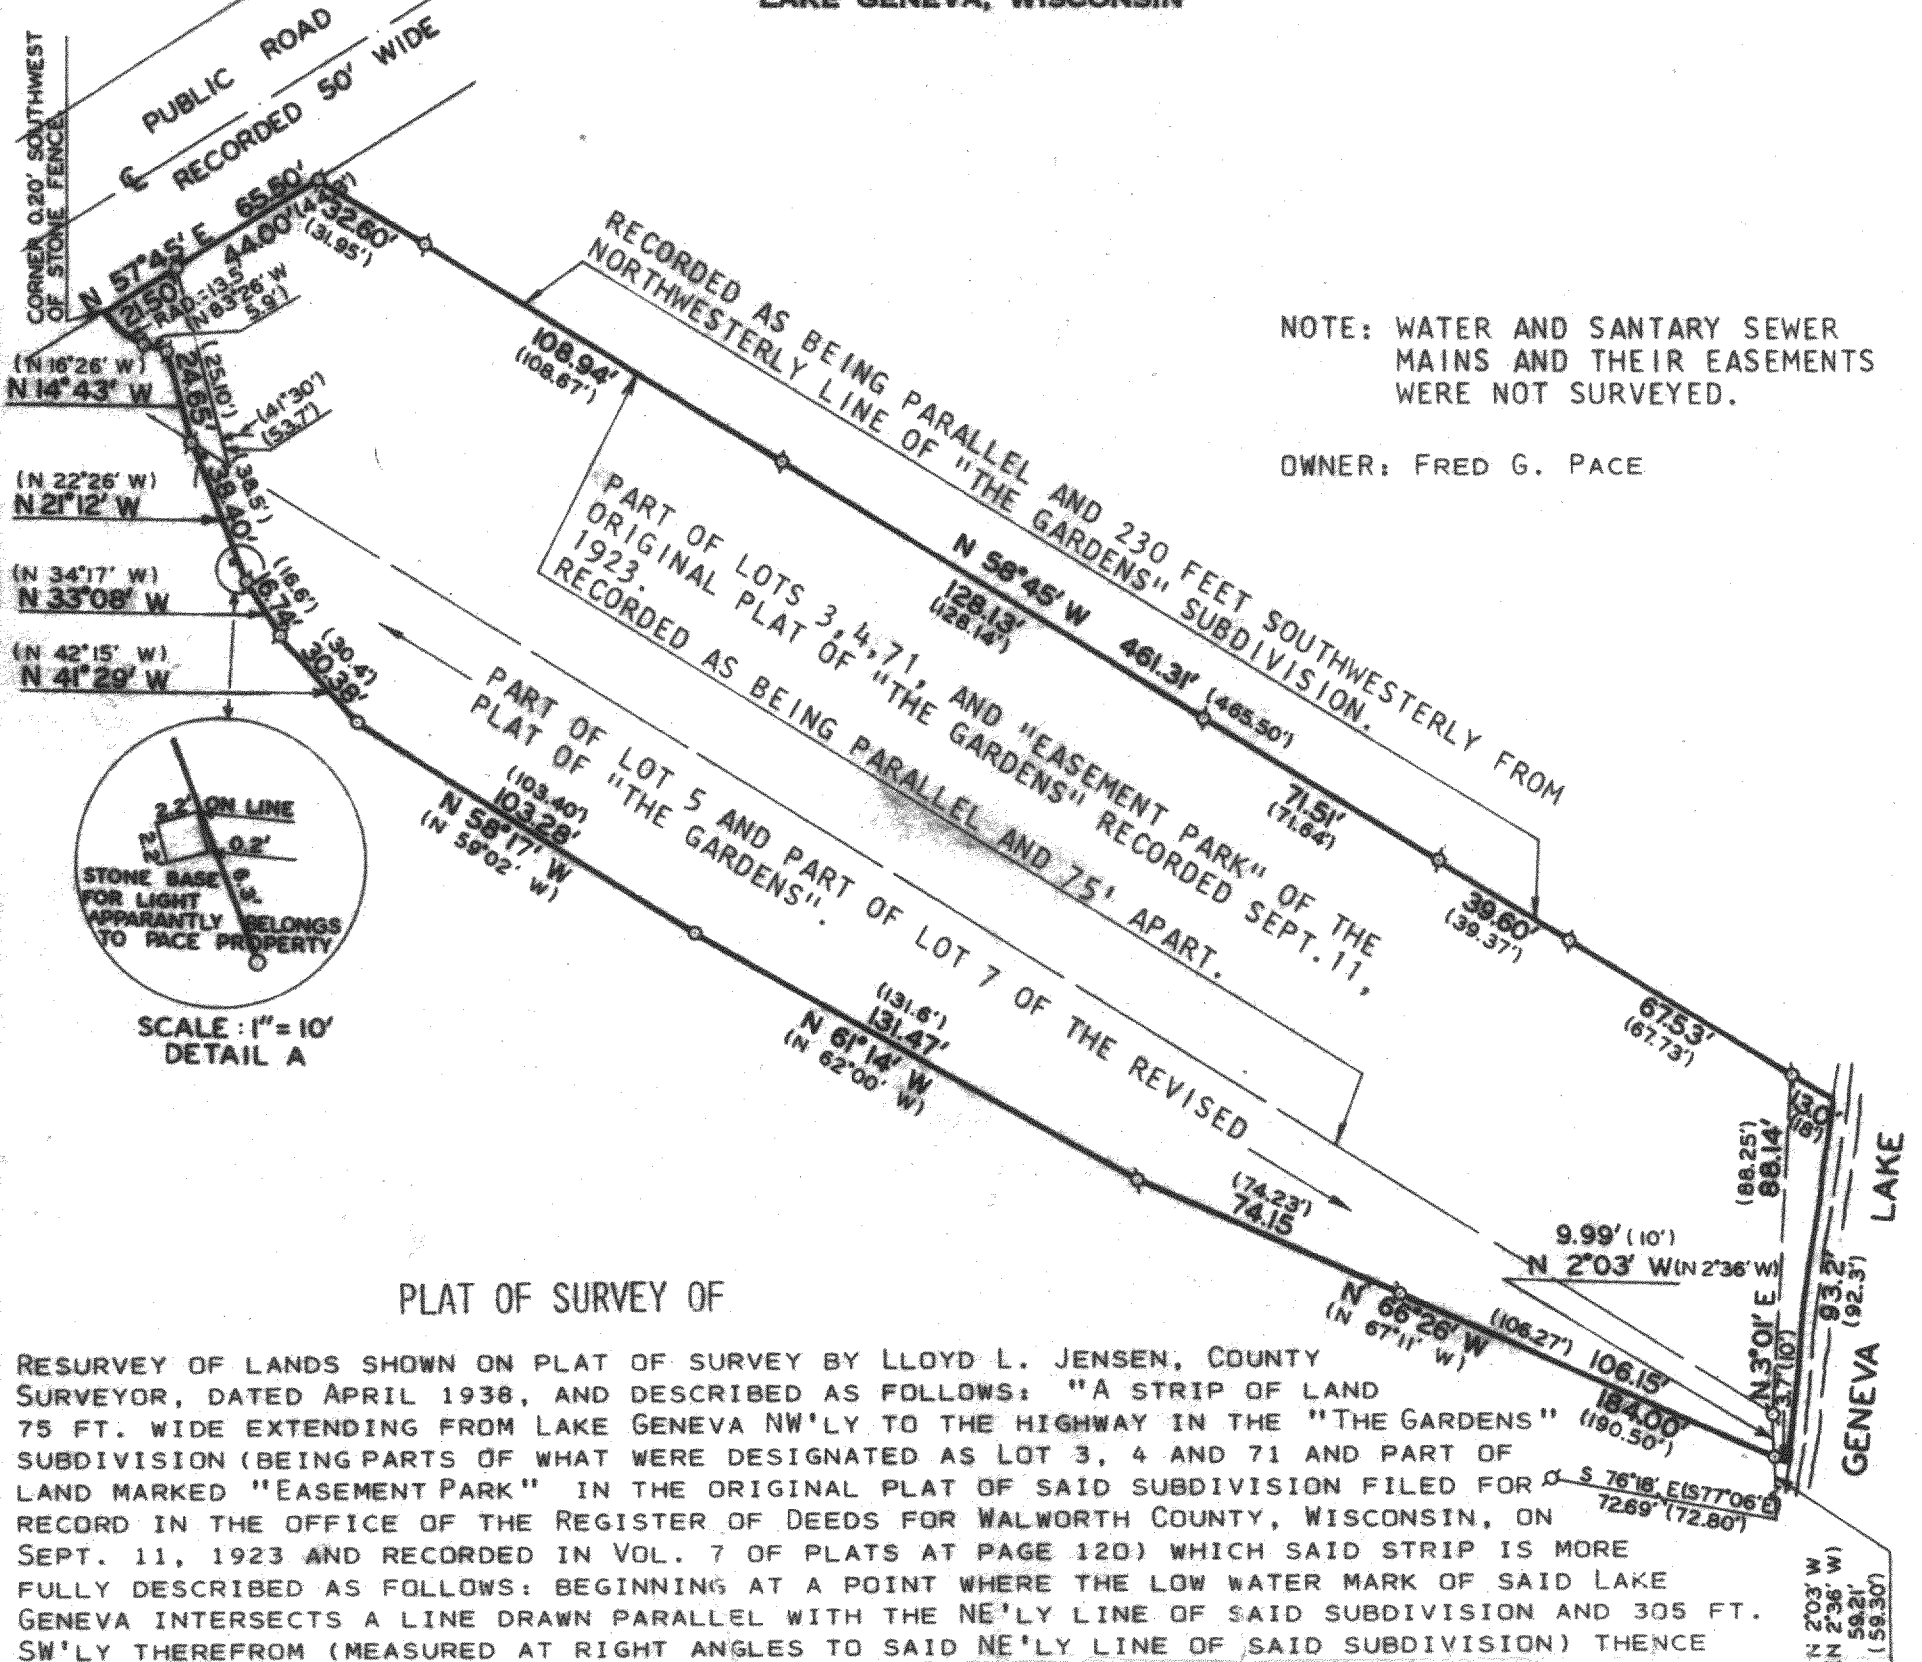 LAKE GENEVA, WISCONSIN
CORNER 0.20' SOUTHWEST
OF STONE FENCE
PUBLIC ROAD
℄ RECORDED 50' WIDE
N 57°45' E 65.60'
44.00'
21.50'
RAD.=13.5'
N 83°26' W
5.9')
32.60'
(31.95')
(N 16°26' W)
N 14°43' W
24.65'
(25.10')
(41°30')
(53.7')
(N 22°26' W)
N 21°12' W
38.40'
(38.5')
(N 34°17' W)
N 33°08' W
16.74'
(16.6')
(N 42°15' W)
N 41°29' W
30.38'
(30.4')
108.94'
(108.67')
RECORDED AS BEING PARALLEL AND 230 FEET SOUTHWESTERLY FROM
NORTHWESTERLY LINE OF "THE GARDENS" SUBDIVISION.
NOTE: WATER AND SANTARY SEWER
MAINS AND THEIR EASEMENTS
WERE NOT SURVEYED.
OWNER: FRED G. PACE
N 58°45' W 461.31' (465.50')
128.13'
(128.14')
71.51'
(71.64')
39.60'
(39.37')
67.53'
(67.73')
PART OF LOTS 3,4,71, AND "EASEMENT PARK" OF THE
ORIGINAL PLAT OF "THE GARDENS" RECORDED SEPT.11,
1923.
RECORDED AS BEING PARALLEL AND 75' APART.
PART OF LOT 5 AND PART OF LOT 7 OF THE REVISED
PLAT OF "THE GARDENS".
2.2' ON LINE
2.2'
0.2'
6.3'
STONE BASE
FOR LIGHT
APPARANTLY BELONGS
TO PACE PROPERTY
SCALE: 1"= 10'
DETAIL A
(103.40')
103.28'
N 58°17' W
(N 59°02' W)
(131.6')
131.47'
N 61°14' W
(N 62°00' W)
(74.23')
74.15
N 66°26' W
(N 67°11' W)
(106.27') 106.15'
184.00'
(190.50')
9.99' (10')
N 2°03' W (N 2°36' W)
(88.25')
88.14'
N 3°01' E
(18')
93.2'
(92.3')
LAKE
GENEVA
S 76°18' E (S77°06'E)
72.69' (72.80')
N 2°03' W
N 2°36' W)
59.21'
(59.30')
PLAT OF SURVEY OF
RESURVEY OF LANDS SHOWN ON PLAT OF SURVEY BY LLOYD L. JENSEN, COUNTY
SURVEYOR, DATED APRIL 1938, AND DESCRIBED AS FOLLOWS: "A STRIP OF LAND
75 FT. WIDE EXTENDING FROM LAKE GENEVA NW'LY TO THE HIGHWAY IN THE "THE GARDENS"
SUBDIVISION (BEING PARTS OF WHAT WERE DESIGNATED AS LOT 3, 4 AND 71 AND PART OF
LAND MARKED "EASEMENT PARK" IN THE ORIGINAL PLAT OF SAID SUBDIVISION FILED FOR
RECORD IN THE OFFICE OF THE REGISTER OF DEEDS FOR WALWORTH COUNTY, WISCONSIN, ON
SEPT. 11, 1923 AND RECORDED IN VOL. 7 OF PLATS AT PAGE 120) WHICH SAID STRIP IS MORE
FULLY DESCRIBED AS FOLLOWS: BEGINNING AT A POINT WHERE THE LOW WATER MARK OF SAID LAKE
GENEVA INTERSECTS A LINE DRAWN PARALLEL WITH THE NE'LY LINE OF SAID SUBDIVISION AND 305 FT.
SW'LY THEREFROM (MEASURED AT RIGHT ANGLES TO SAID NE'LY LINE OF SAID SUBDIVISION) THENCE